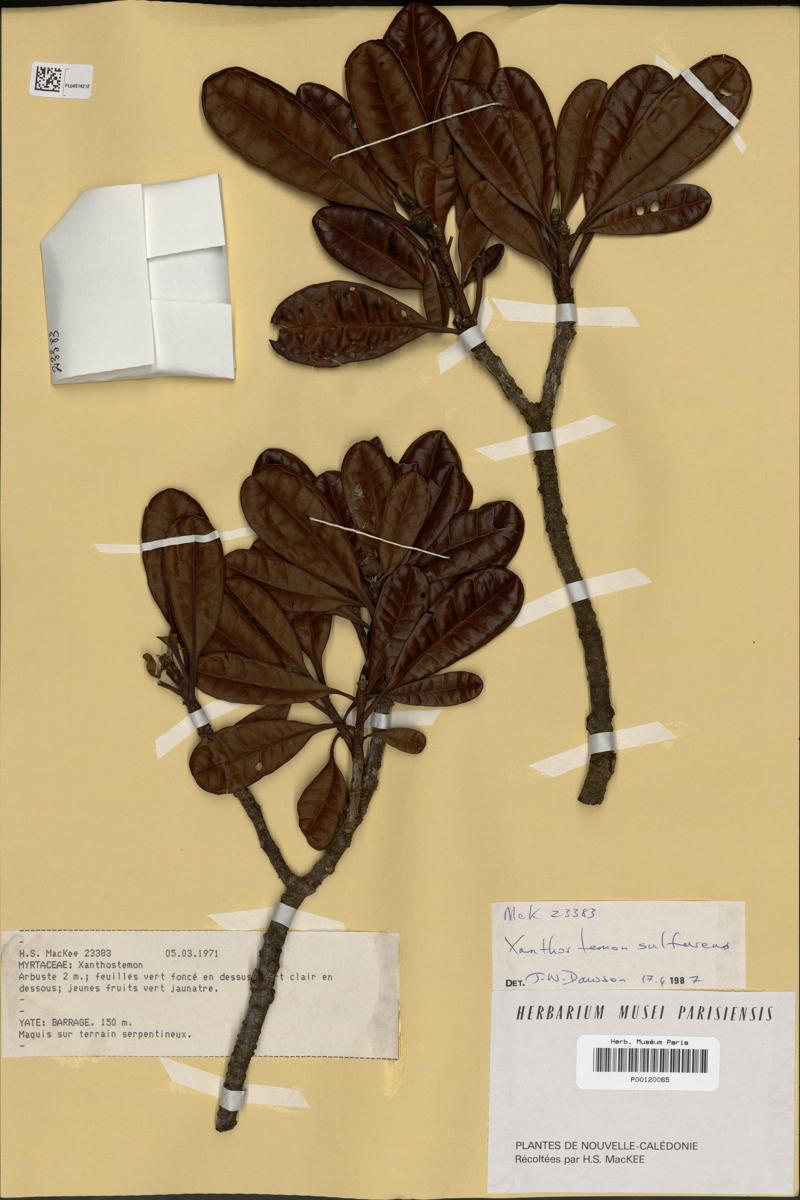 23383
- 
H.S. MacKee 23383 05.03.1971
MYRTACEAE: Xanthostemon
Arbuste 2 m.; feuilles vert foncé en dessus, t clair en
dessous; jeunes fruits vert jaunatre.
-
-
YATE: BARRAGE. 150 m.
Maquis sur terrain serpentineux.
-
McK 23383
Xanthostemon sulfureus
DET. J.W. Dawson 17.4 1987
HERBARIUM MUSEI PARISIENSIS
Herb. Muséum Paris
P00120065
PLANTES DE NOUVELLE-CALÉDONIE
Récoltées par H.S. MacKEE